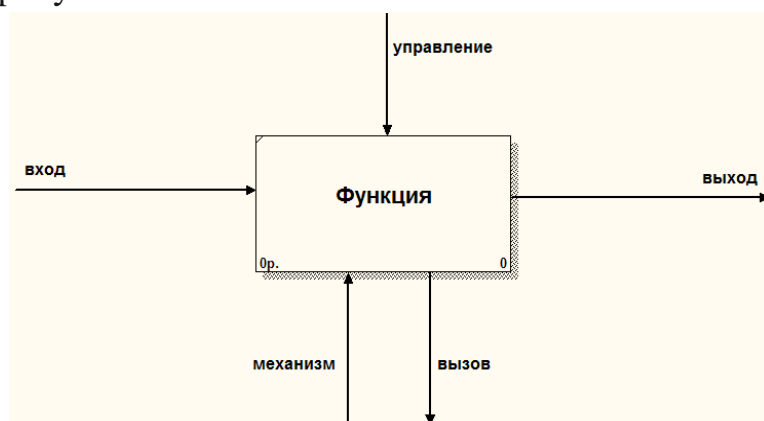 управление
вход
Функция
выход
0р.
0
механизм
вызов